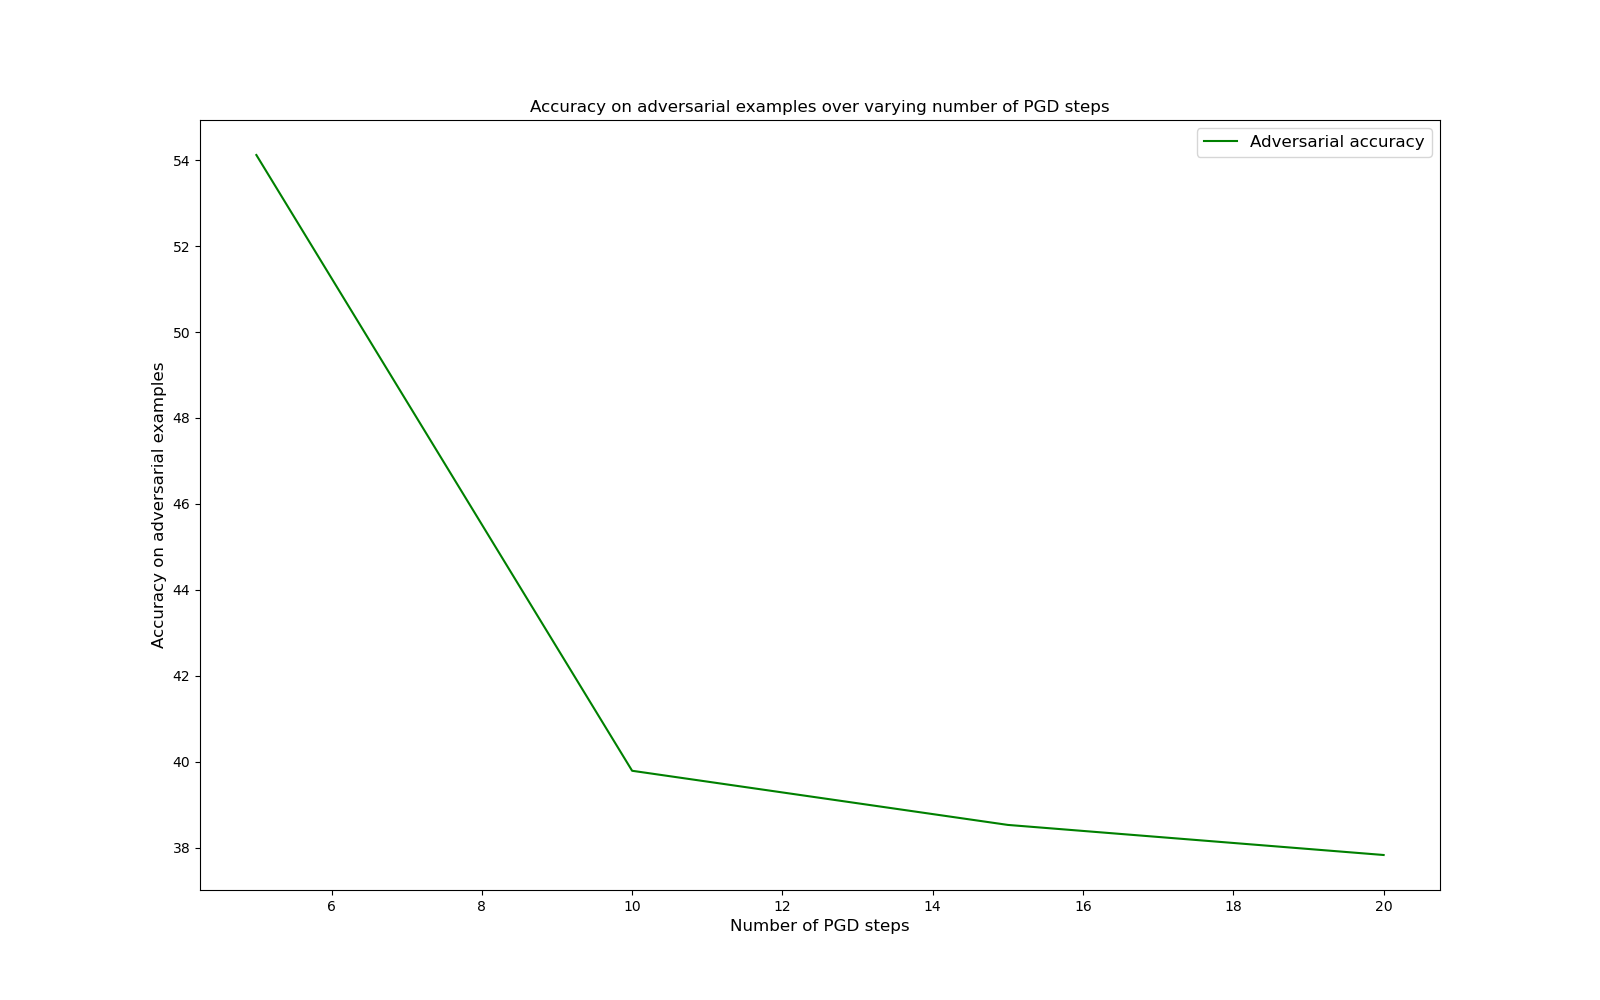 Accuracy on adversarial examples over varying number of PGD steps
Adversarial accuracy
54
52
50
48
46
44
42
40
38
Accuracy on adversarial examples
6 8 10 12 14 16 18 20
Number of PGD steps